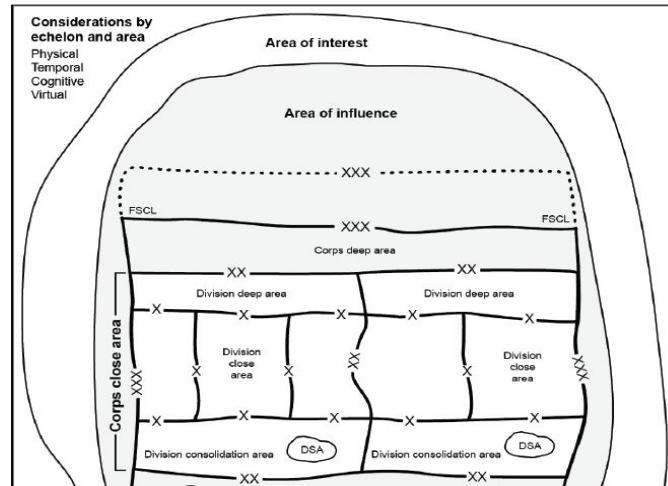 Considerations by
echelon and area
Physical
Temporal
Cognitive
Virtual
Area of interest
Area of influence
XXX
FSCL
XXX
FSCL
Corps deep area
XX
XX
Division deep area
Division deep area
X
X
X
X
X
Corps close area
XXX
X
Division
close
area
X
XX
X
Division
close
area
XXX
X
X
X
X
X
Division consolidation area
DSA
Division consolidation area
DSA
XX
XX